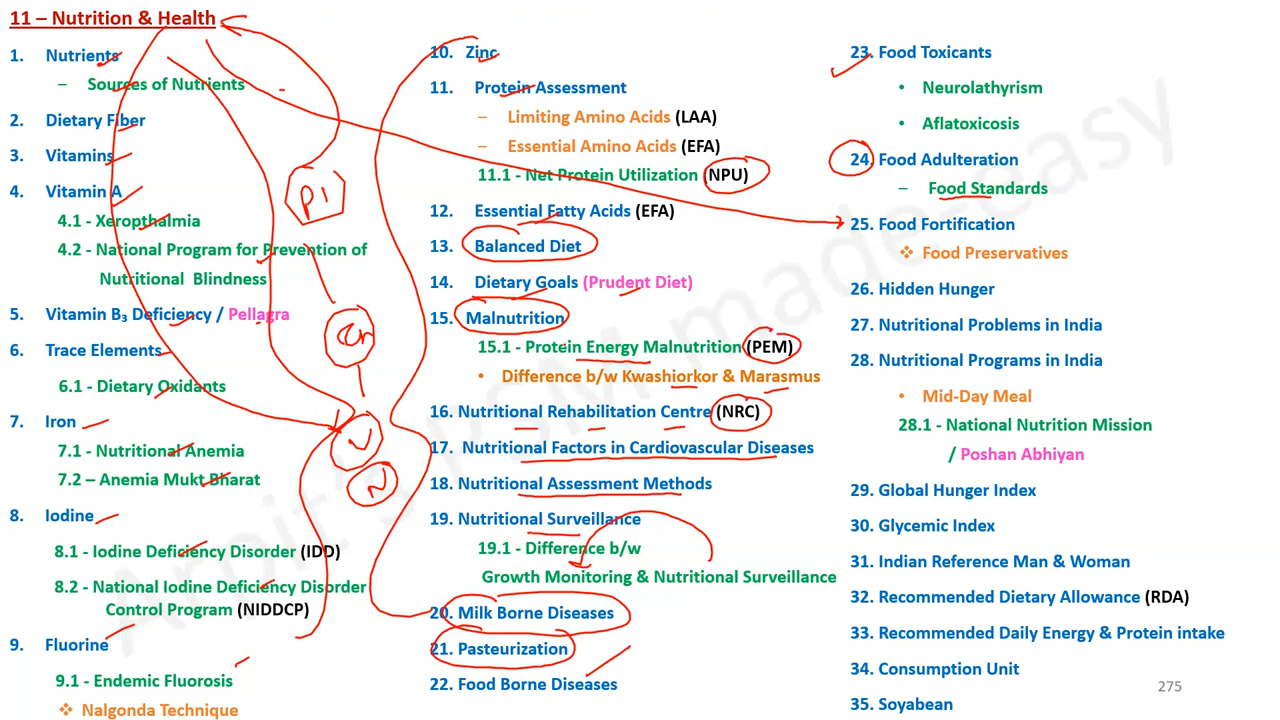 11 – Nutrition & Health
1. Nutrients
– Sources of Nutrients
2. Dietary Fiber
3. Vitamins
4. Vitamin A
4.1 - Xeropthalmia
4.2 - National Program for Prevention of
Nutritional Blindness
5. Vitamin B₃ Deficiency / Pellagra
6. Trace Elements
6.1 - Dietary Oxidants
7. Iron
7.1 - Nutritional Anemia
7.2 – Anemia Mukt Bharat
8. Iodine
8.1 - Iodine Deficiency Disorder (IDD)
8.2 - National Iodine Deficiency Disorder
Control Program (NIDDCP)
9. Fluorine
9.1 - Endemic Fluorosis
❖ Nalgonda Technique
10. Zinc
11. Protein Assessment
– Limiting Amino Acids (LAA)
– Essential Amino Acids (EFA)
11.1 - Net Protein Utilization (NPU)
12. Essential Fatty Acids (EFA)
13. Balanced Diet
14. Dietary Goals (Prudent Diet)
15. Malnutrition
15.1 - Protein Energy Malnutrition (PEM)
• Difference b/w Kwashiorkor & Marasmus
16. Nutritional Rehabilitation Centre (NRC)
17. Nutritional Factors in Cardiovascular Diseases
18. Nutritional Assessment Methods
19. Nutritional Surveillance
19.1 - Difference b/w
Growth Monitoring & Nutritional Surveillance
20. Milk Borne Diseases
21. Pasteurization
22. Food Borne Diseases
23. Food Toxicants
• Neurolathyrism
• Aflatoxicosis
24. Food Adulteration
– Food Standards
25. Food Fortification
❖ Food Preservatives
26. Hidden Hunger
27. Nutritional Problems in India
28. Nutritional Programs in India
• Mid-Day Meal
28.1 - National Nutrition Mission
/ Poshan Abhiyan
29. Global Hunger Index
30. Glycemic Index
31. Indian Reference Man & Woman
32. Recommended Dietary Allowance (RDA)
33. Recommended Daily Energy & Protein intake
34. Consumption Unit
35. Soyabean
275
V
N